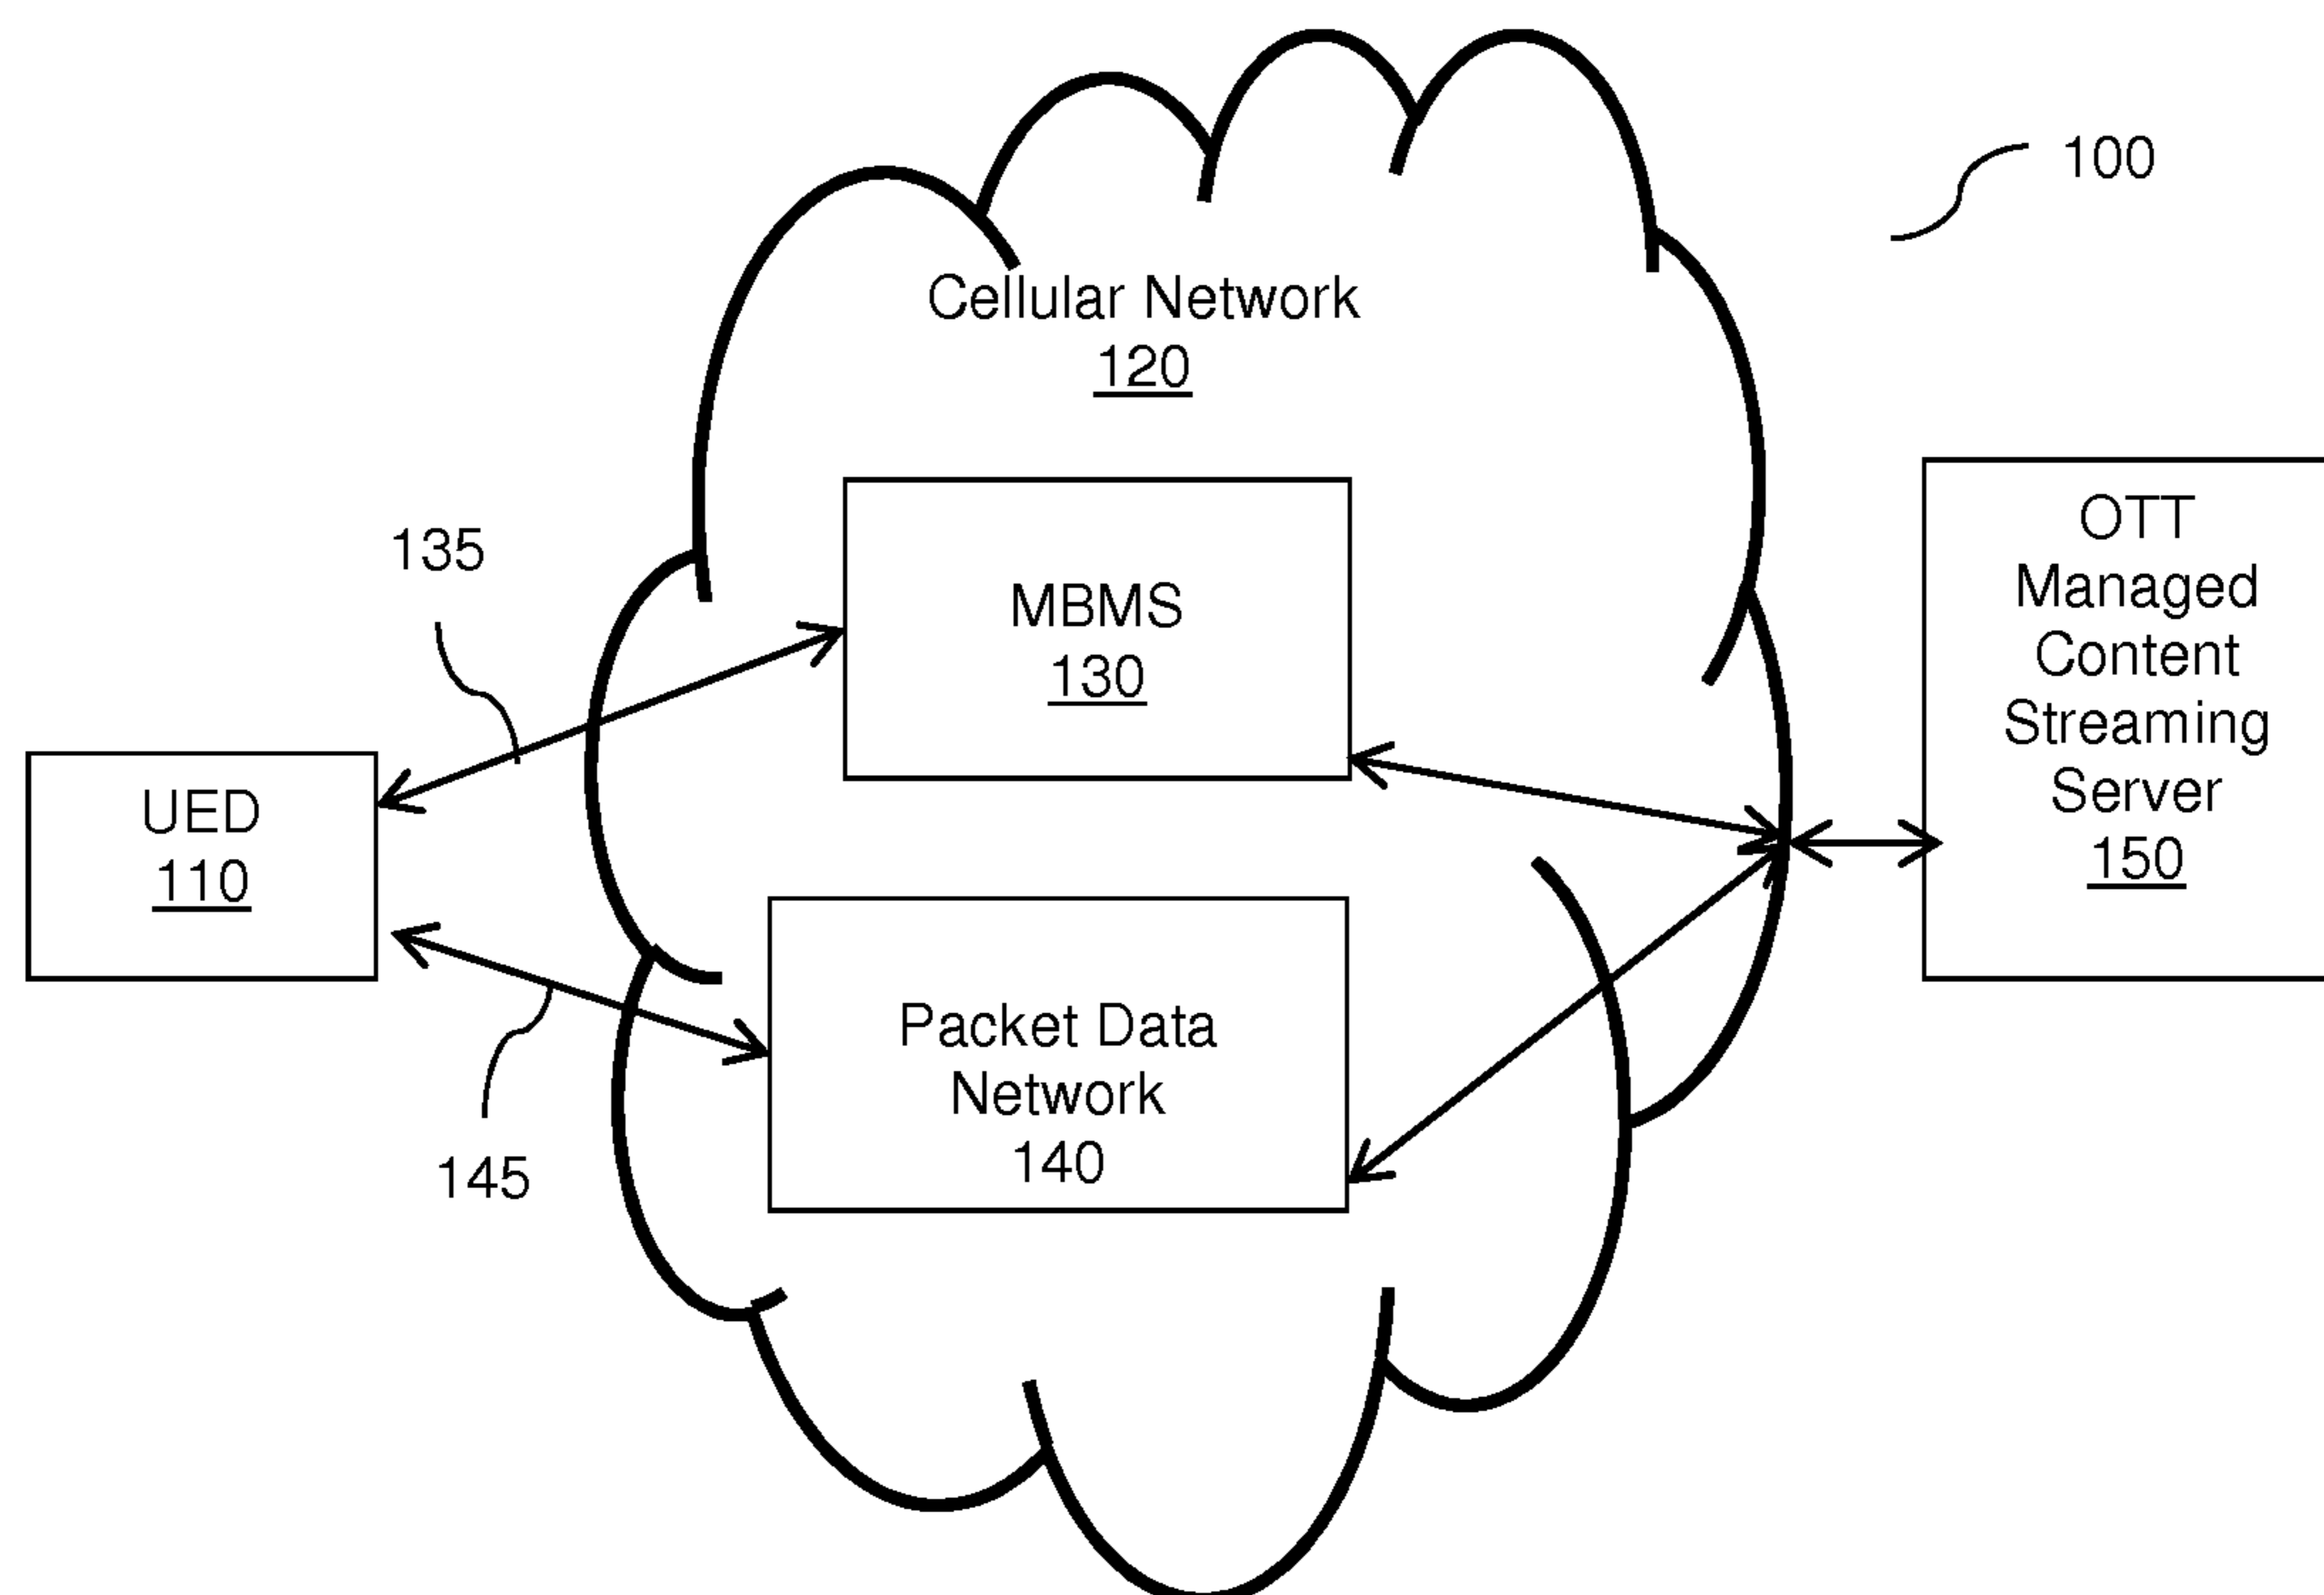 100
Cellular Network
120
135
MBMS
130
OTT
Managed
Content
Streaming
Server
150
UED
110
Packet Data
Network
140
145